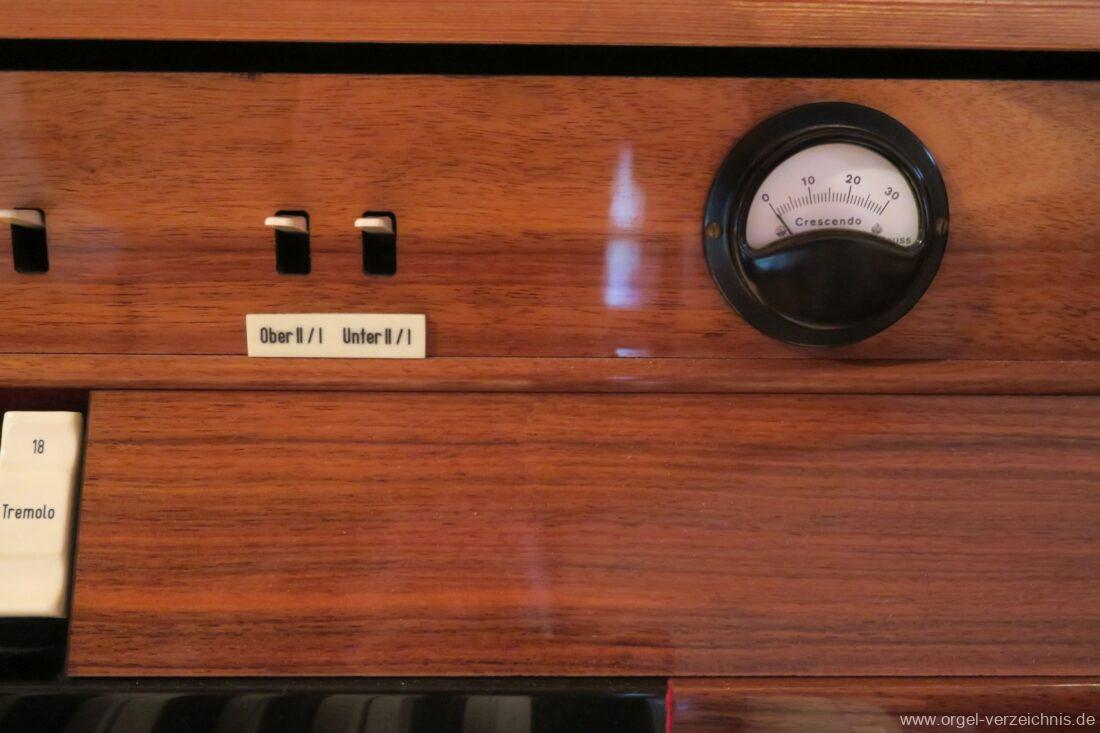 0 10 20 30
Crescendo
Ober II / I Unter II / I
18
Tremolo
www.orgel-verzeichnis.de